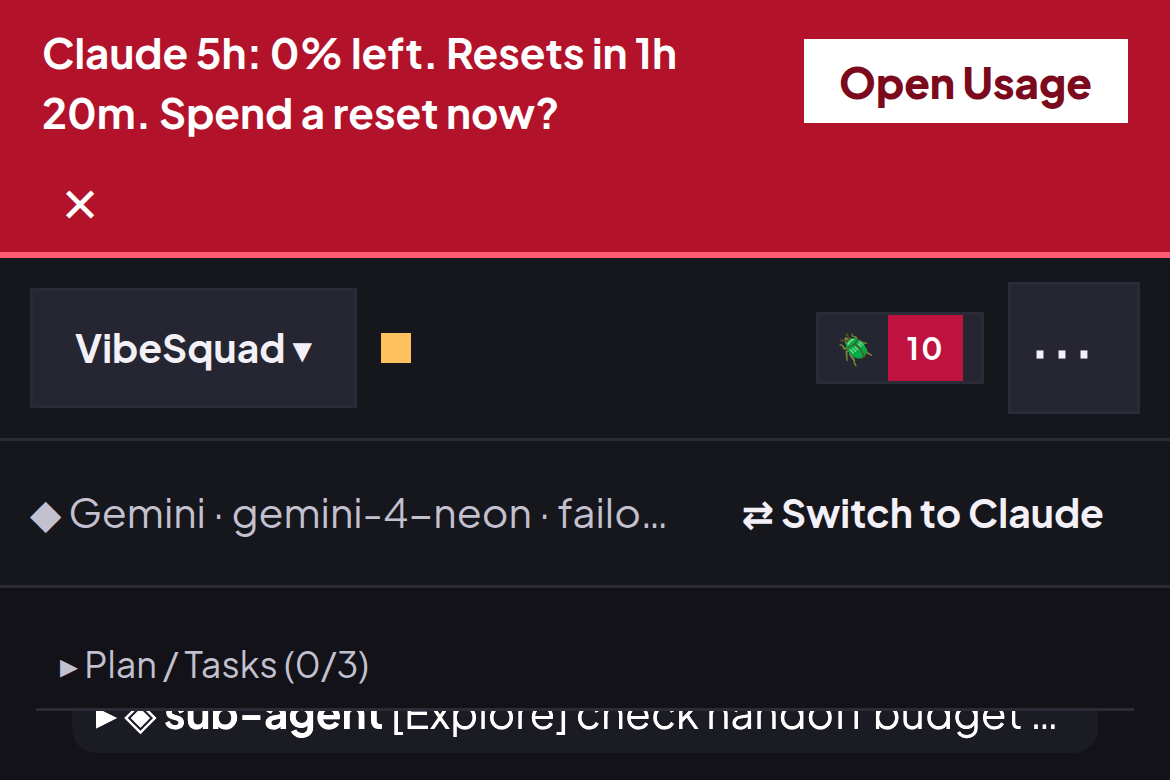 Claude 5h: 0% left. Resets in 1h
20m. Spend a reset now?
Open Usage
✕
VibeSquad ▾
10
...
◆ Gemini · gemini-4-neon · failo...
⇄ Switch to Claude
▸ Plan / Tasks (0/3)
▸ ◈ sub-agent [Explore] check handoff budget ...